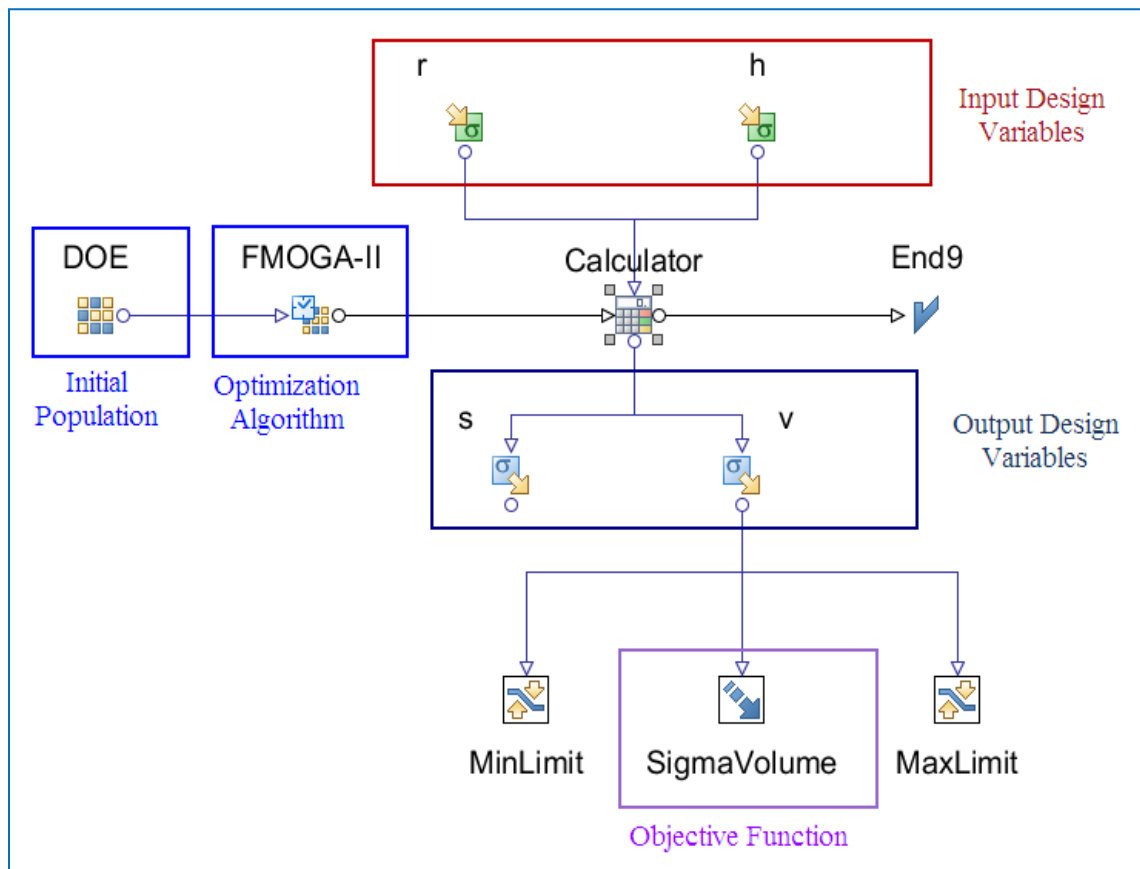 r
h
Input Design
Variables
DOE
FMOGA-II
Calculator
End9
Initial
Population
Optimization
Algorithm
s
v
Output Design
Variables
MinLimit
SigmaVolume
MaxLimit
Objective Function